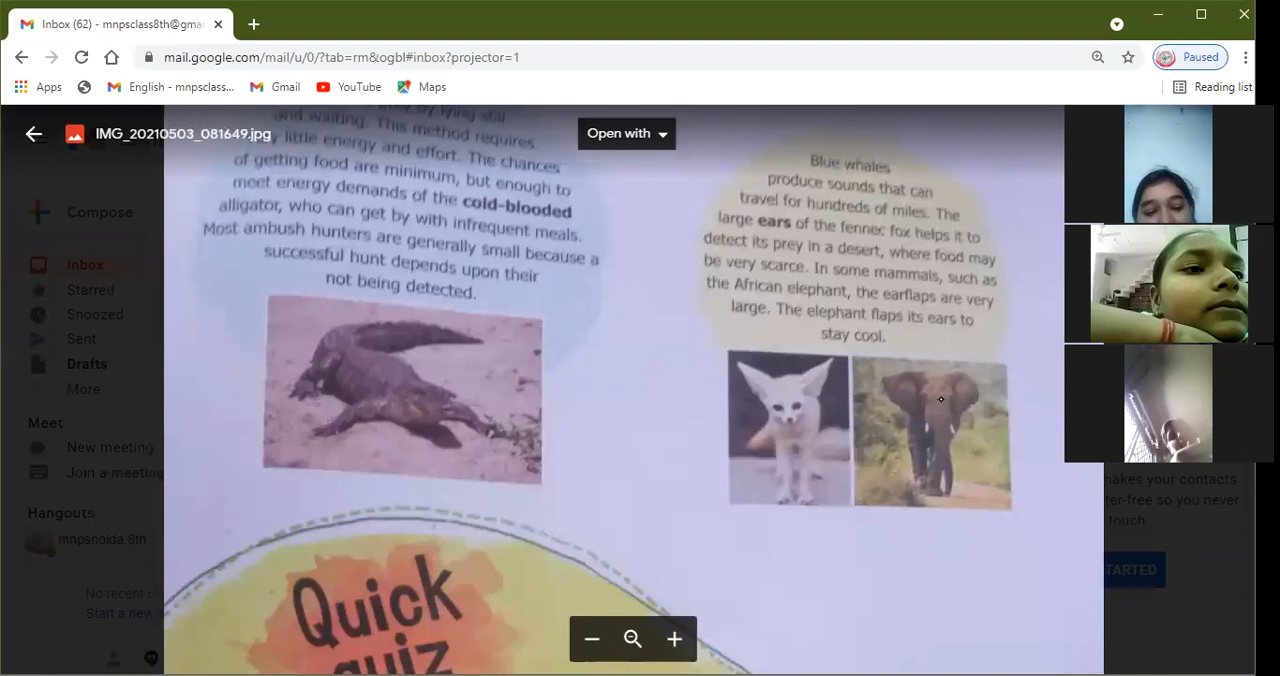 Inbox (62) - mnpsclass8th@gma
mail.google.com/mail/u/0/?tab=rm&ogbl#inbox?projector=1
Paused
Apps
English - mnpsclass...
Gmail
YouTube
Maps
Reading list
IMG_20210503_081649.jpg
Open with
Compose
Inbox
Starred
Snoozed
Sent
Drafts
More
Meet
New meeting
Join a meeting
Hangouts
mnpsnoida.8th
No recent
Start a new
by lying still
and waiting. This method requires
little energy and effort. The chances
of getting food are minimum, but enough to
meet energy demands of the cold-blooded
alligator, who can get by with infrequent meals.
Most ambush hunters are generally small because a
successful hunt depends upon their
not being detected.
Blue whales
produce sounds that can
travel for hundreds of miles. The
large ears of the fennec fox helps it to
detect its prey in a desert, where food may
be very scarce. In some mammals, such as
the African elephant, the earflaps are very
large. The elephant flaps its ears to
stay cool.
Quick
quiz
makes your contacts
ter-free so you never
touch
TARTED